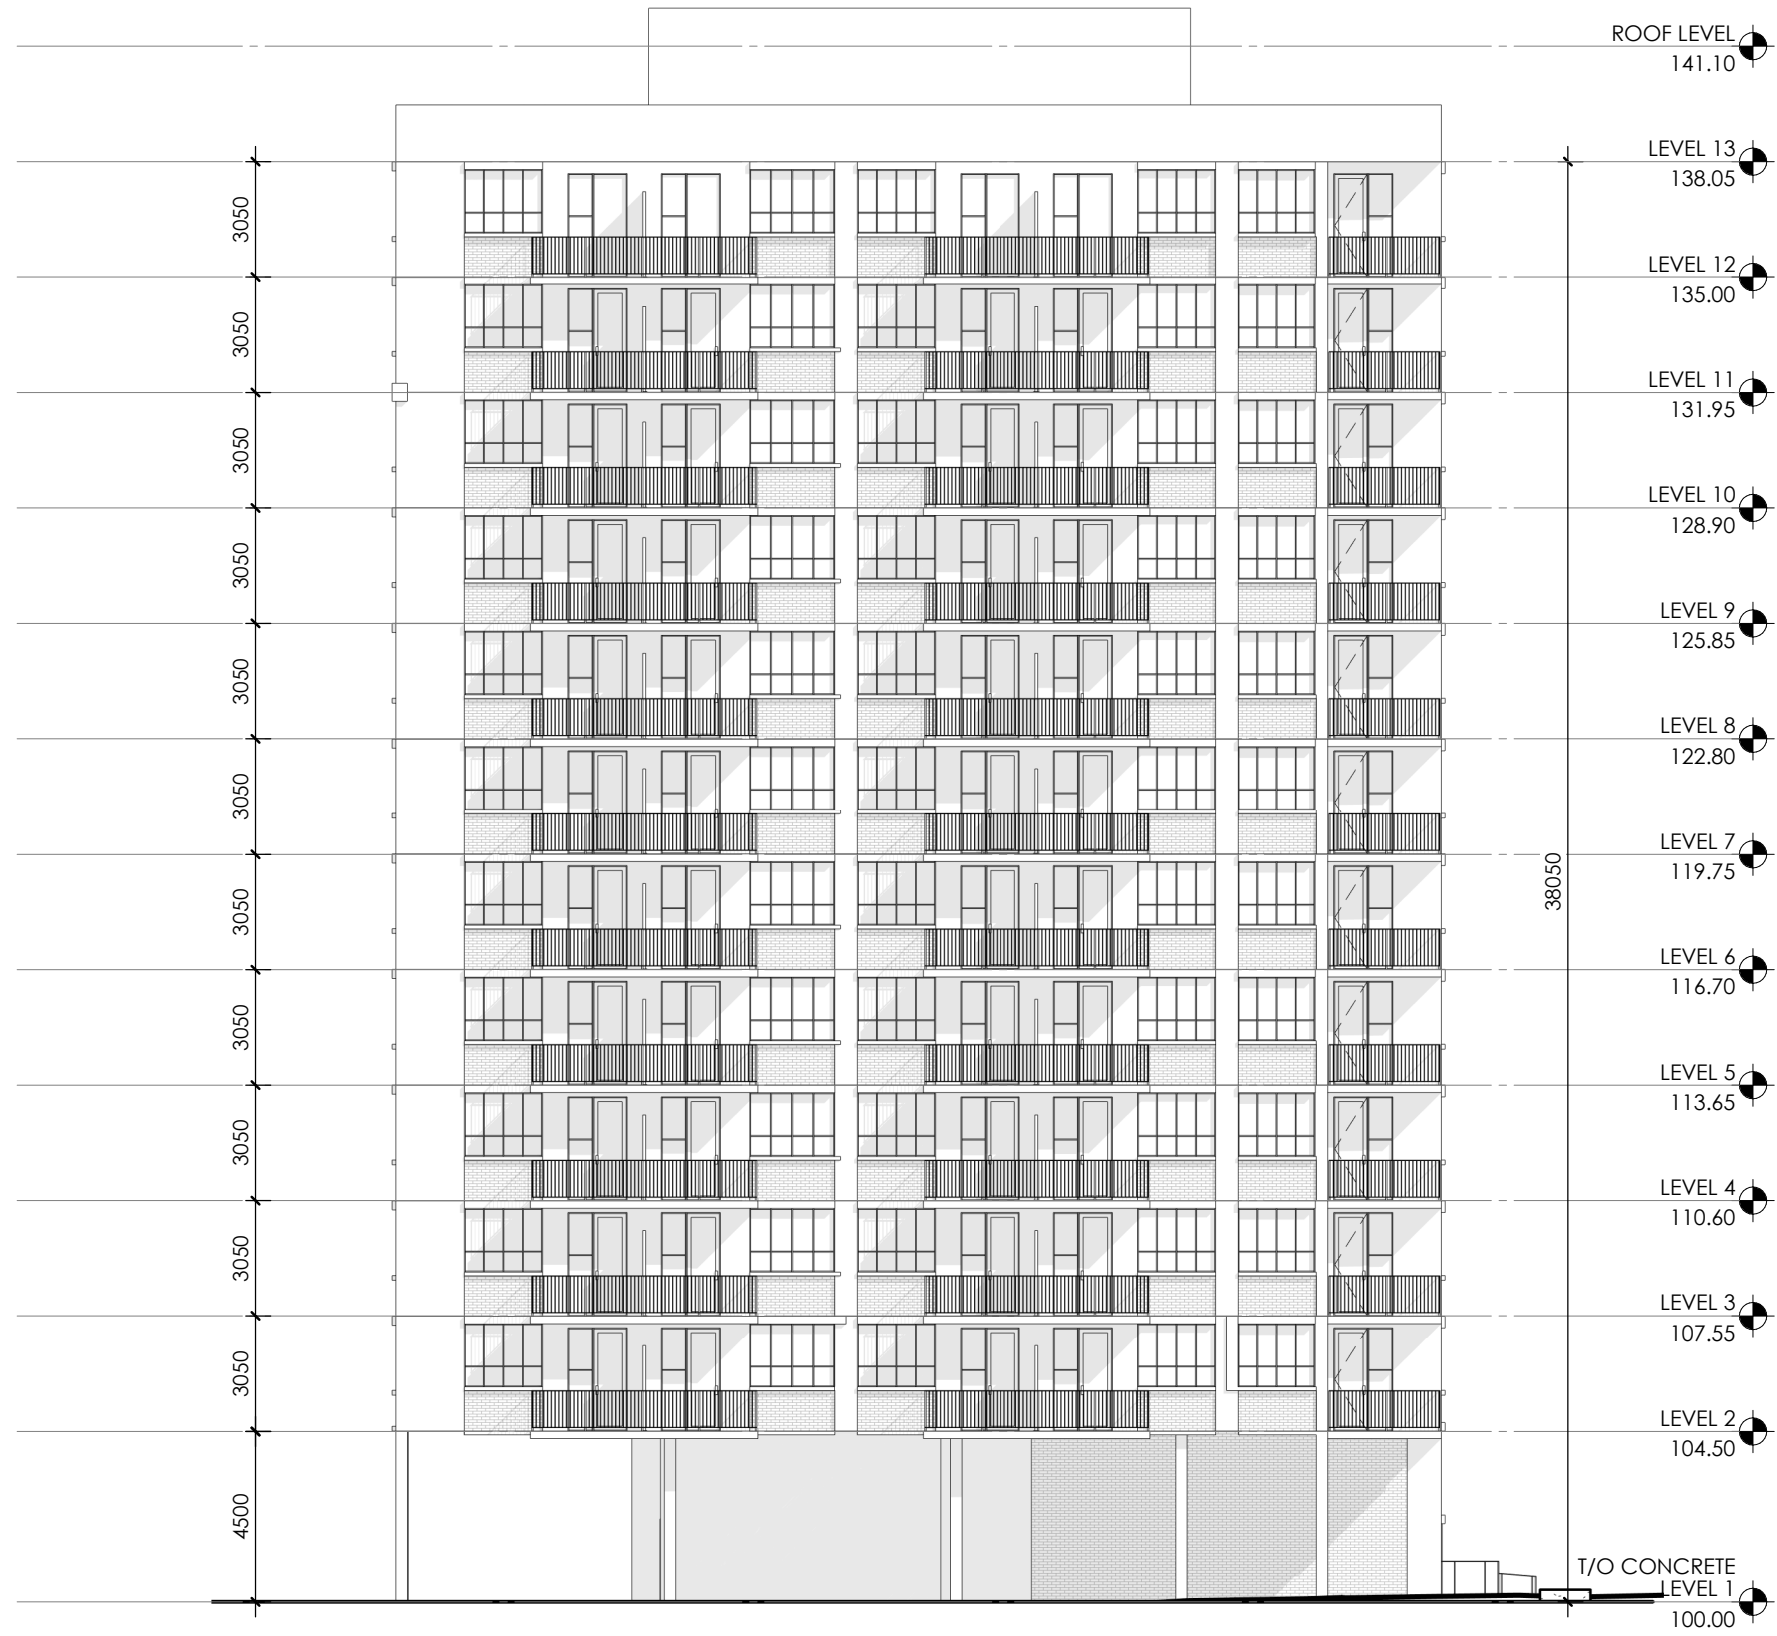 ROOF LEVEL
141.10
LEVEL 13
138.05
3050
LEVEL 12
135.00
3050
LEVEL 11
131.95
3050
LEVEL 10
128.90
3050
LEVEL 9
125.85
3050
LEVEL 8
122.80
3050
LEVEL 7
119.75
38050
3050
LEVEL 6
116.70
3050
LEVEL 5
113.65
3050
LEVEL 4
110.60
3050
LEVEL 3
107.55
3050
LEVEL 2
104.50
4500
T/O CONCRETE
LEVEL 1
100.00